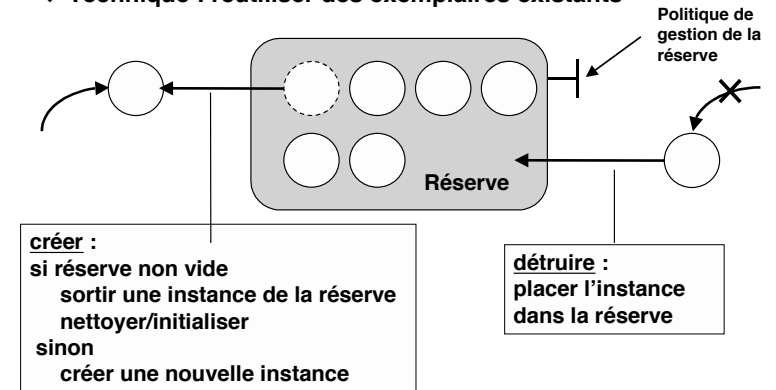 Technique : réutiliser des exemplaires existants
Politique de
gestion de la
réserve
Réserve
créer :
si réserve non vide
sortir une instance de la réserve
nettoyer/initialiser
sinon
créer une nouvelle instance
détruire :
placer l'instance
dans la réserve